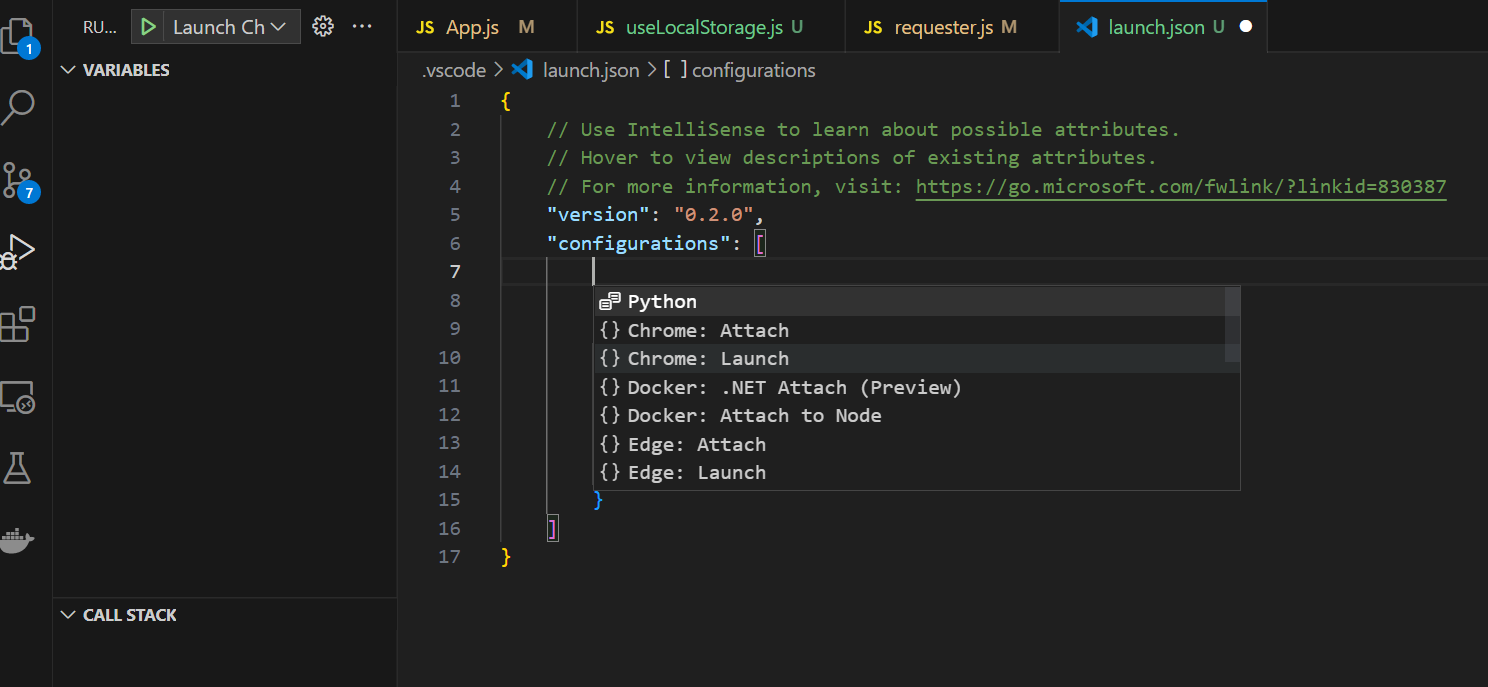 RU... Launch Ch ...
JS App.js M JS useLocalStorage.js U JS requester.js M launch.json U
1
7
VARIABLES
CALL STACK
.vscode > launch.json > [ ] configurations
1 {
2 // Use IntelliSense to learn about possible attributes.
3 // Hover to view descriptions of existing attributes.
4 // For more information, visit: https://go.microsoft.com/fwlink/?linkid=830387
5 "version": "0.2.0",
6 "configurations": [
7
8 Python
9 {} Chrome: Attach
10 {} Chrome: Launch
11 {} Docker: .NET Attach (Preview)
12 {} Docker: Attach to Node
13 {} Edge: Attach
14 {} Edge: Launch
15 }
16 ]
17 }